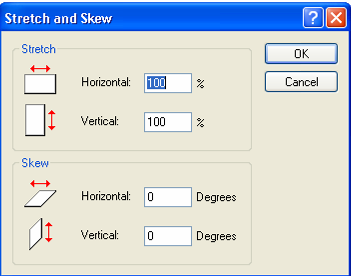 Stretch and Skew
Stretch
OK
Horizontal: 100 %
Cancel
Vertical: 100 %
Skew
Horizontal: 0 Degrees
Vertical: 0 Degrees